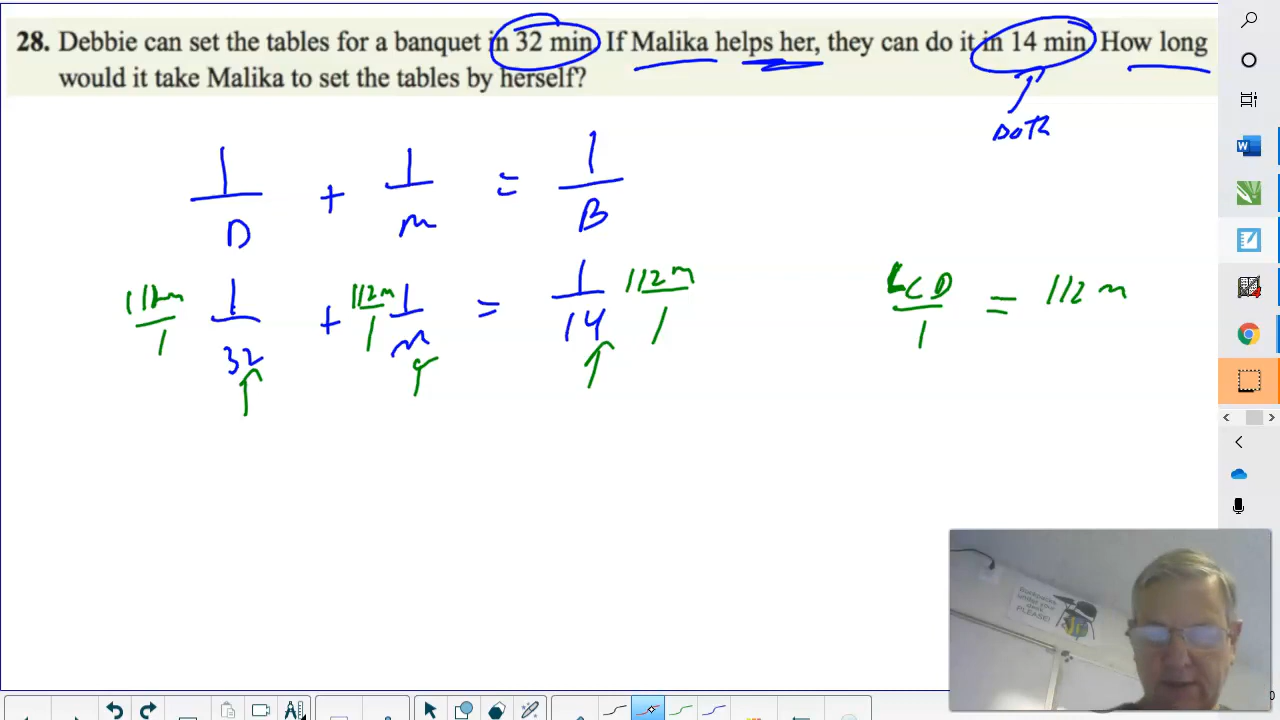 28. Debbie can set the tables for a banquet in 32 min. If Malika helps her, they can do it in 14 min. How long
would it take Malika to set the tables by herself?
both
1/D + 1/m = 1/B
112m/1 1/32 + 112m/1 1/m = 1/14 112m/1
LCD/1 = 112 m
PLEASE!